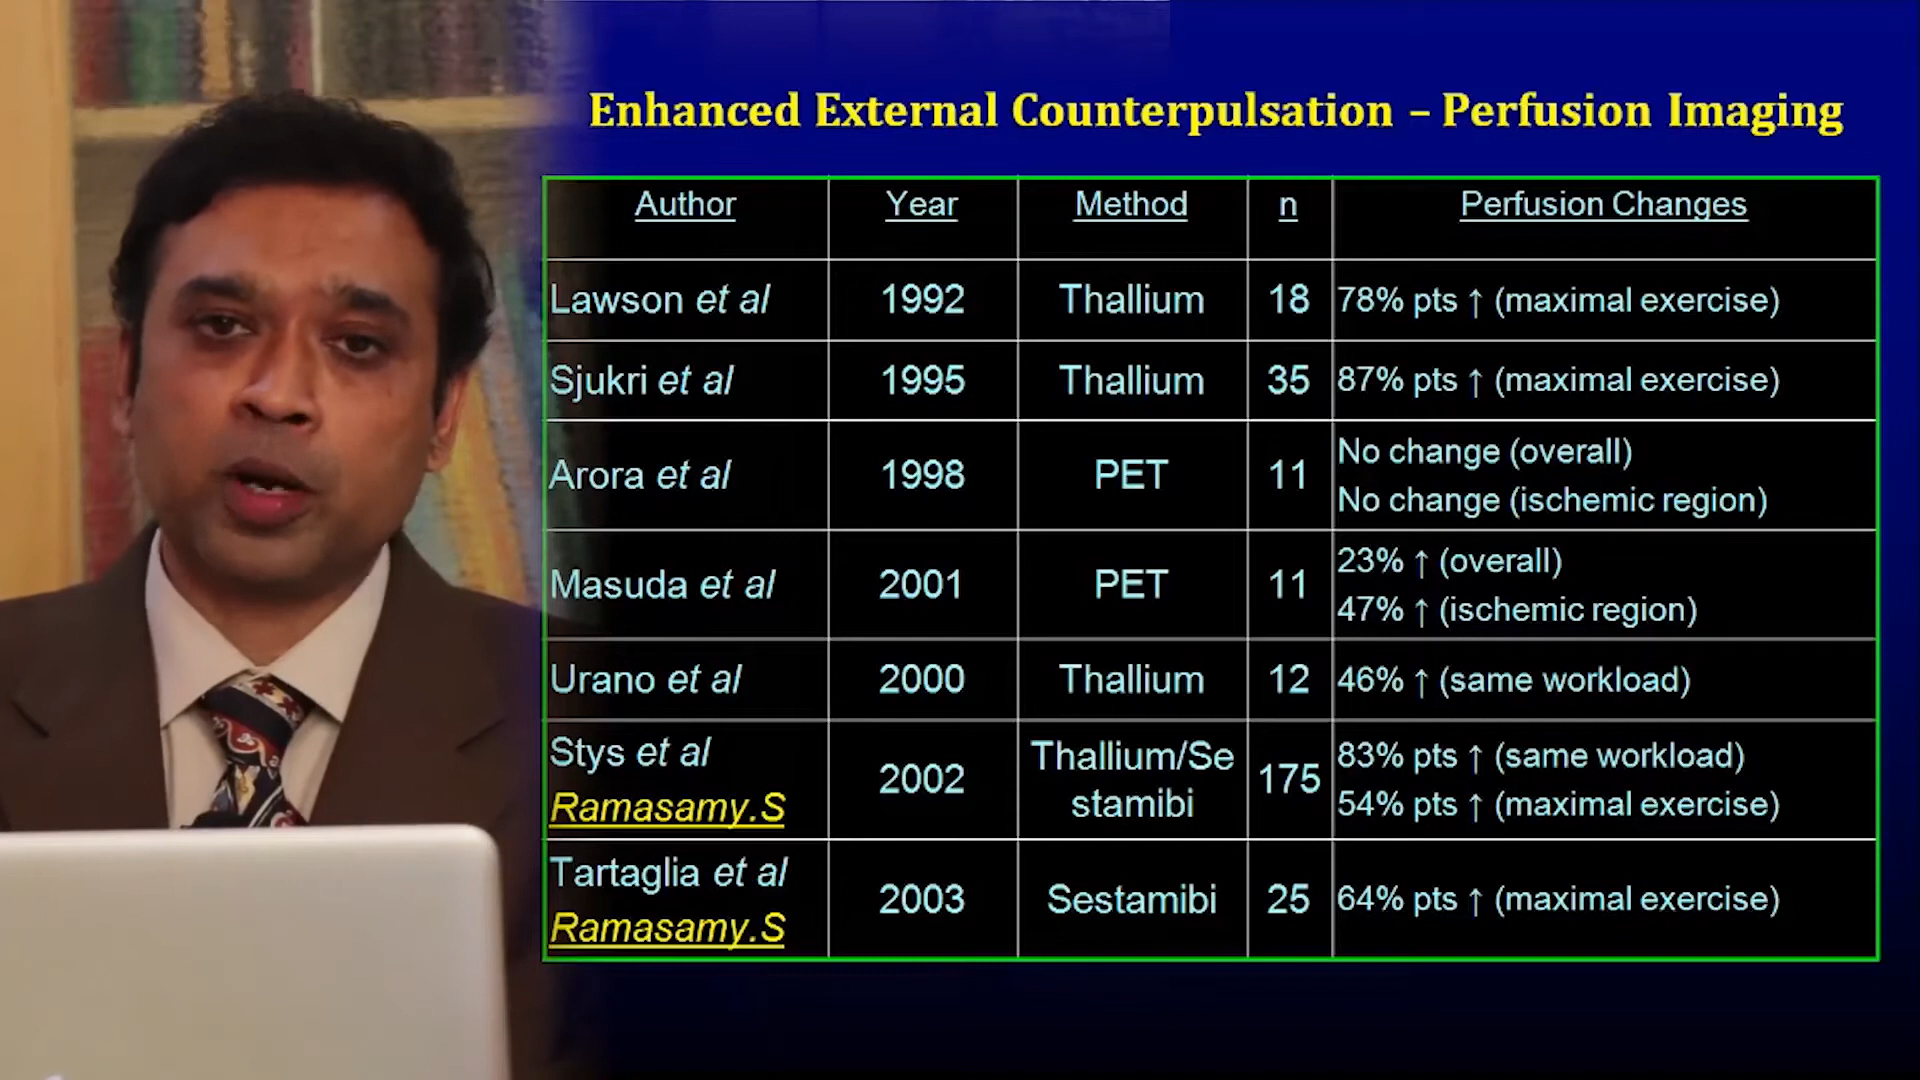 Enhanced External Counterpulsation – Perfusion Imaging
Author Year Method n Perfusion Changes
Lawson et al 1992 Thallium 18 78% pts ↑ (maximal exercise)
Sjukri et al 1995 Thallium 35 87% pts ↑ (maximal exercise)
Arora et al 1998 PET 11 No change (overall)
No change (ischemic region)
Masuda et al 2001 PET 11 23% ↑ (overall)
47% ↑ (ischemic region)
Urano et al 2000 Thallium 12 46% ↑ (same workload)
Stys et al
Ramasamy.S
2002
Thallium/Se
stamibi
175
83% pts ↑ (same workload)
54% pts ↑ (maximal exercise)
Tartaglia et al
Ramasamy.S
2003 Sestamibi 25 64% pts ↑ (maximal exercise)